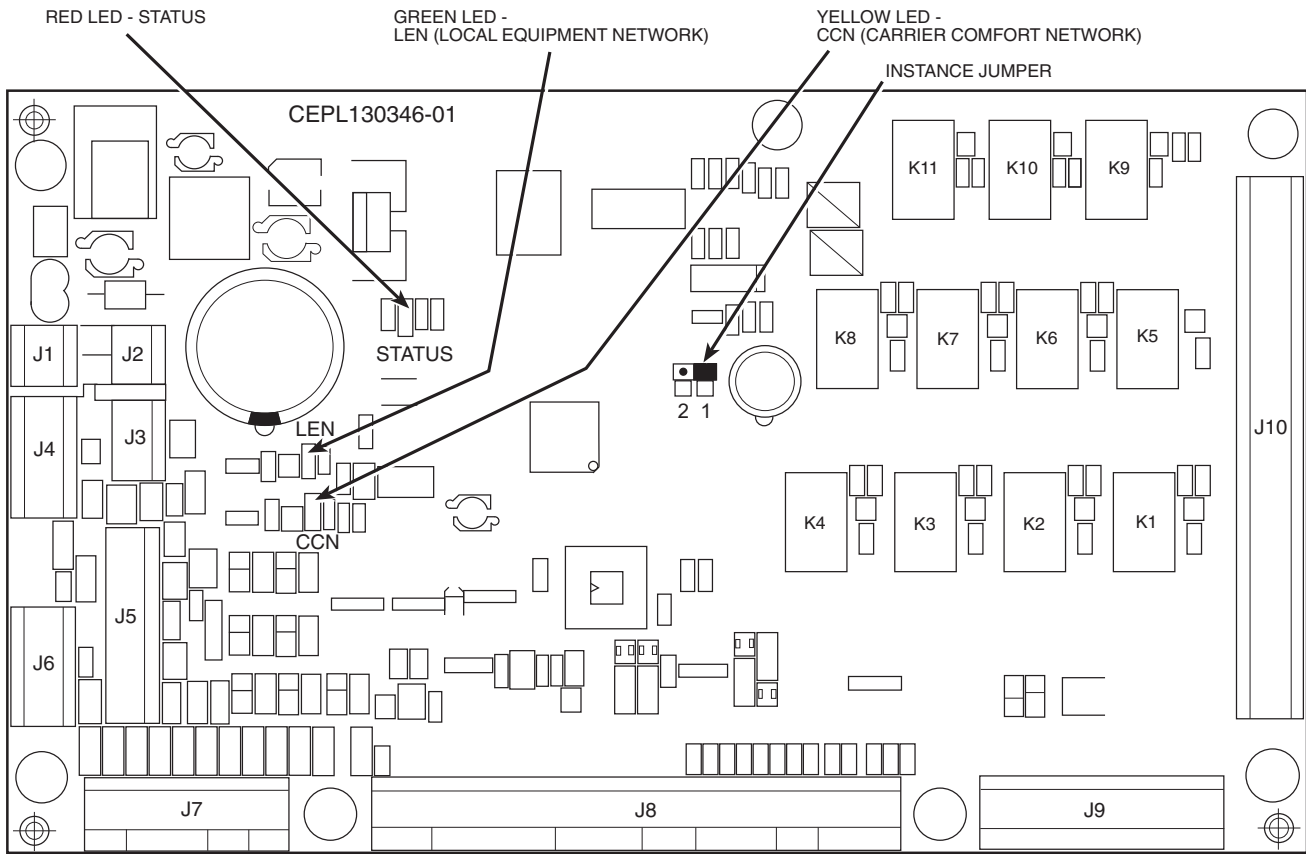 RED LED - STATUS
GREEN LED -
LEN (LOCAL EQUIPMENT NETWORK)
YELLOW LED -
CCN (CARRIER COMFORT NETWORK)
INSTANCE JUMPER
CEPL130346-01
K11
K10
K9
K8
K7
K6
K5
J1
J2
STATUS
2
1
J4
J3
LEN
J10
K4
K3
K2
K1
CCN
J5
J6
J7
J8
J9